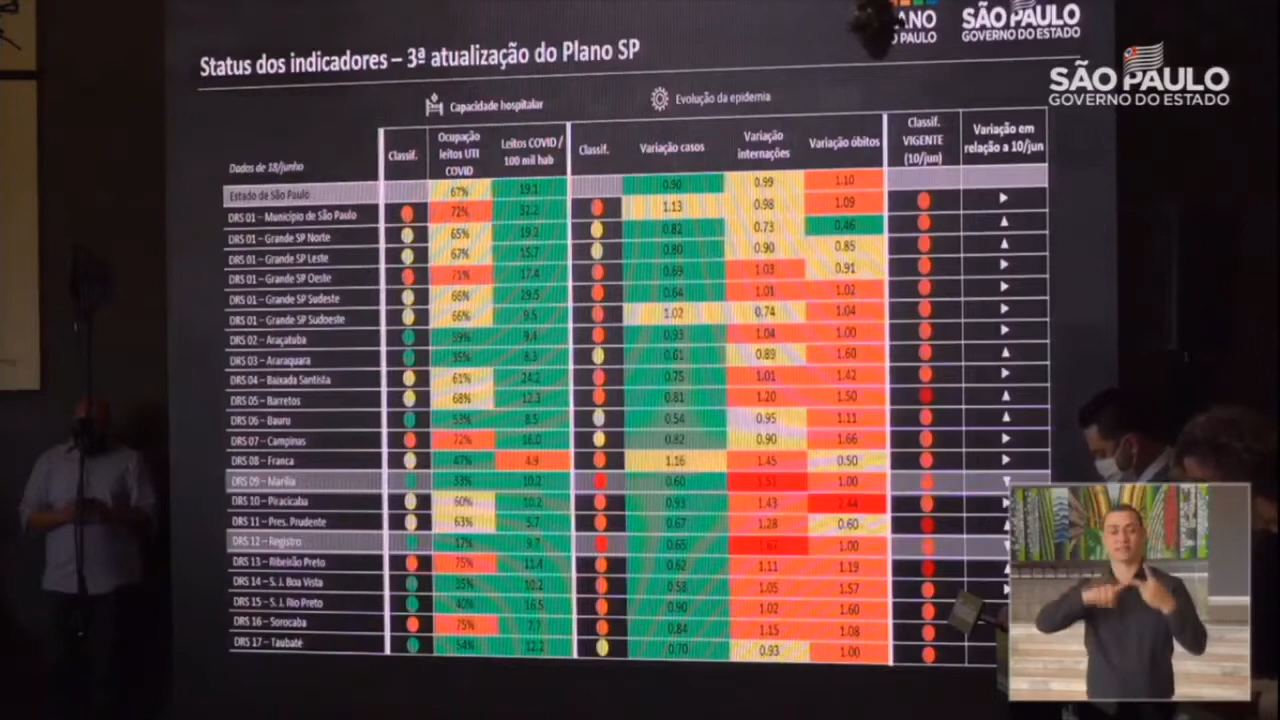 ANO
O PAULO
SÃO PAULO
GOVERNO DO ESTADO
SÃO PAULO
GOVERNO DO ESTADO
Status dos indicadores – 3ª atualização do Plano SP
Capacidade hospitalar
Evolução da epidemia
Dados de 18/junho
Classif.
Ocupação leitos UTI COVID
Leitos COVID / 100 mil hab
Classif.
Variação casos
Variação internações
Variação óbitos
Classif. VIGENTE (10/jun)
Variação em relação a 10/jun
Estado de São Paulo 67% 19.1 0.90 0.99 1.10
DRS 01 – Município de São Paulo 72% 32.2 1.13 0.98 1.09
DRS 01 – Grande SP Norte 65% 19.2 0.82 0.73 0.46
DRS 01 – Grande SP Leste 67% 15.7 0.80 0.90 0.85
DRS 01 – Grande SP Oeste 71% 17.4 0.69 1.03 0.91
DRS 01 – Grande SP Sudeste 66% 29.5 0.64 1.01 1.02
DRS 01 – Grande SP Sudoeste 66% 9.5 1.02 0.74 1.04
DRS 02 – Araçatuba 39% 9.4 0.93 1.04 1.00
DRS 03 – Araraquara 35% 8.3 0.61 0.89 1.60
DRS 04 – Baixada Santista 61% 24.2 0.75 1.01 1.42
DRS 05 – Barretos 68% 12.3 0.81 1.20 1.50
DRS 06 – Bauru 53% 8.5 0.54 0.95 1.11
DRS 07 – Campinas 72% 16.0 0.82 0.90 1.66
DRS 08 – Franca 47% 4.9 1.16 1.45 0.50
DRS 09 – Marília 33% 10.2 0.60 1.51 1.00
DRS 10 – Piracicaba 60% 10.2 0.93 1.43 2.44
DRS 11 – Pres. Prudente 63% 5.7 0.67 1.28 0.60
DRS 12 – Registro 17% 9.7 0.65 1.67 1.00
DRS 13 – Ribeirão Preto 75% 11.4 0.62 1.11 1.19
DRS 14 – S. J. Boa Vista 35% 10.2 0.58 1.05 1.57
DRS 15 – S. J. Rio Preto 40% 16.5 0.90 1.02 1.60
DRS 16 – Sorocaba 75% 7.7 0.84 1.15 1.08
DRS 17 – Taubaté 54% 12.2 0.70 0.93 1.00